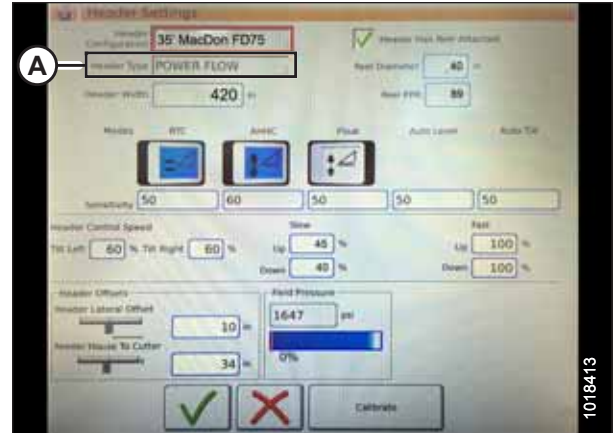 Header Settings
Header Configuration 35' MacDon FD75 Header Has Reel Attached
A Header Type POWER FLOW Reel Diameter 40 in
Header Width 420 in Reel PPR 89
Modes RTC AHHC Float Auto Level Auto Tilt
Sensitivity 50 60 50 50 50
Header Control Speed Slow Fast
Tilt Left 60 % Tilt Right 60 % Up 45 % Up 100 %
Down 40 % Down 100 %
Header Offsets Field Pressure
Header Lateral Offset 1647 psi
10 in
Feeder House To Cutter
34 in 0%
Calibrate
1018413